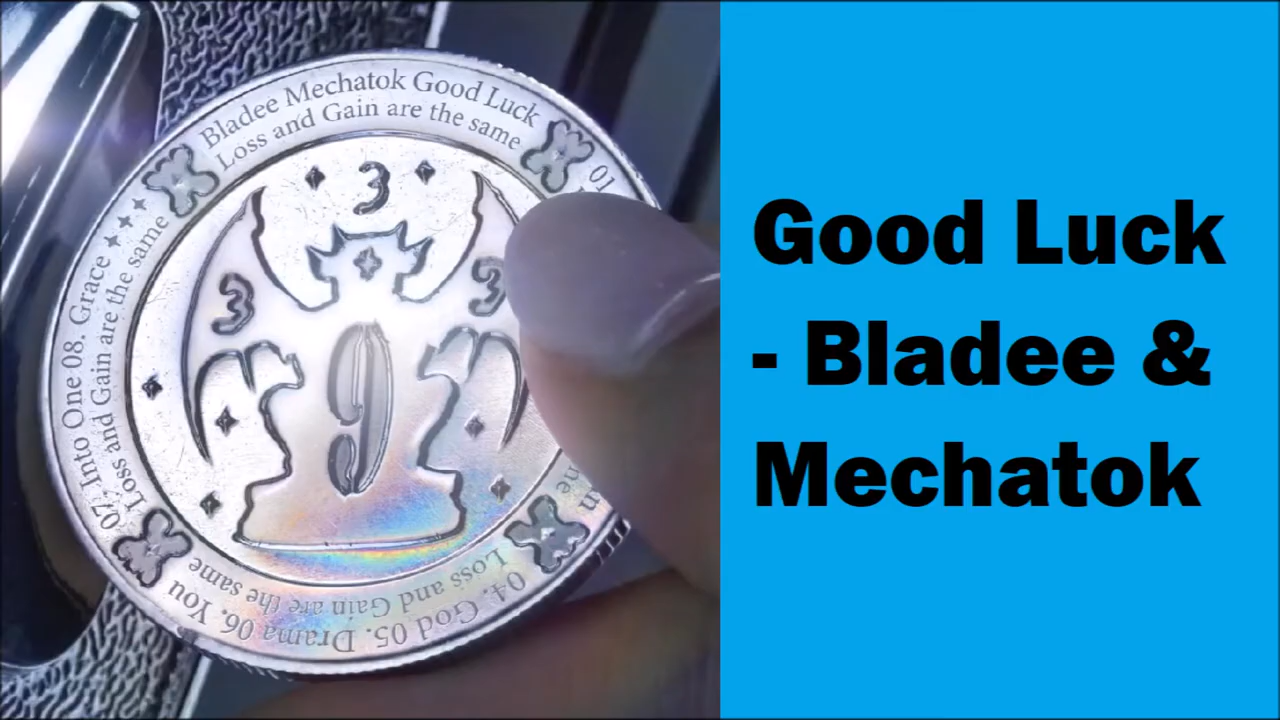 Bladee Mechatok Good Luck
Loss and Gain are the same
01
3
3
3
9
07. Into One 08. Grace
Loss and Gain are the same
04. God 05. Drama 06. You
Loss and Gain are the same
Good Luck
- Bladee &
Mechatok